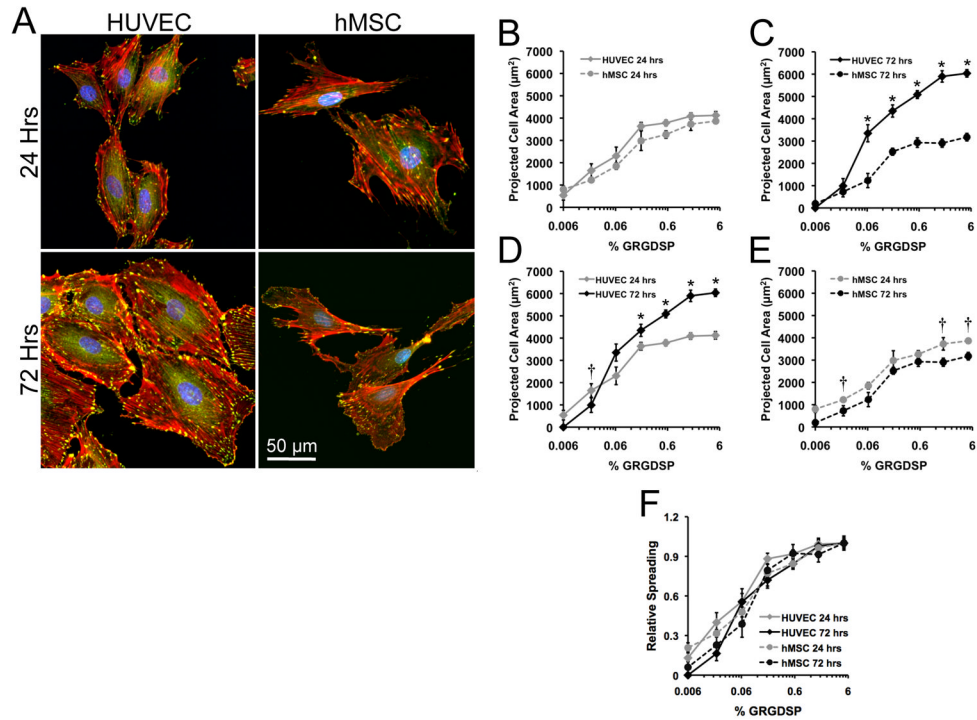 A
HUVEC
hMSC
24 Hrs
72 Hrs
50 µm
B
Projected Cell Area (µm²)
7000
6000
5000
4000
3000
2000
1000
0
HUVEC 24 hrs
hMSC 24 hrs
0.006
0.06
0.6
6
% GRGDSP
C
Projected Cell Area (µm²)
7000
6000
5000
4000
3000
2000
1000
0
HUVEC 72 hrs
hMSC 72 hrs
* * * * *
0.006
0.06
0.6
6
% GRGDSP
D
Projected Cell Area (µm²)
7000
6000
5000
4000
3000
2000
1000
0
HUVEC 24 hrs
HUVEC 72 hrs
† * * * *
0.006
0.06
0.6
6
% GRGDSP
E
Projected Cell Area (µm²)
7000
6000
5000
4000
3000
2000
1000
0
hMSC 24 hrs
hMSC 72 hrs
† † †
0.006
0.06
0.6
6
% GRGDSP
F
Relative Spreading
1.2
0.9
0.6
0.3
0
HUVEC 24 hrs
HUVEC 72 hrs
hMSC 24 hrs
hMSC 72 hrs
0.006
0.06
0.6
6
% GRGDSP